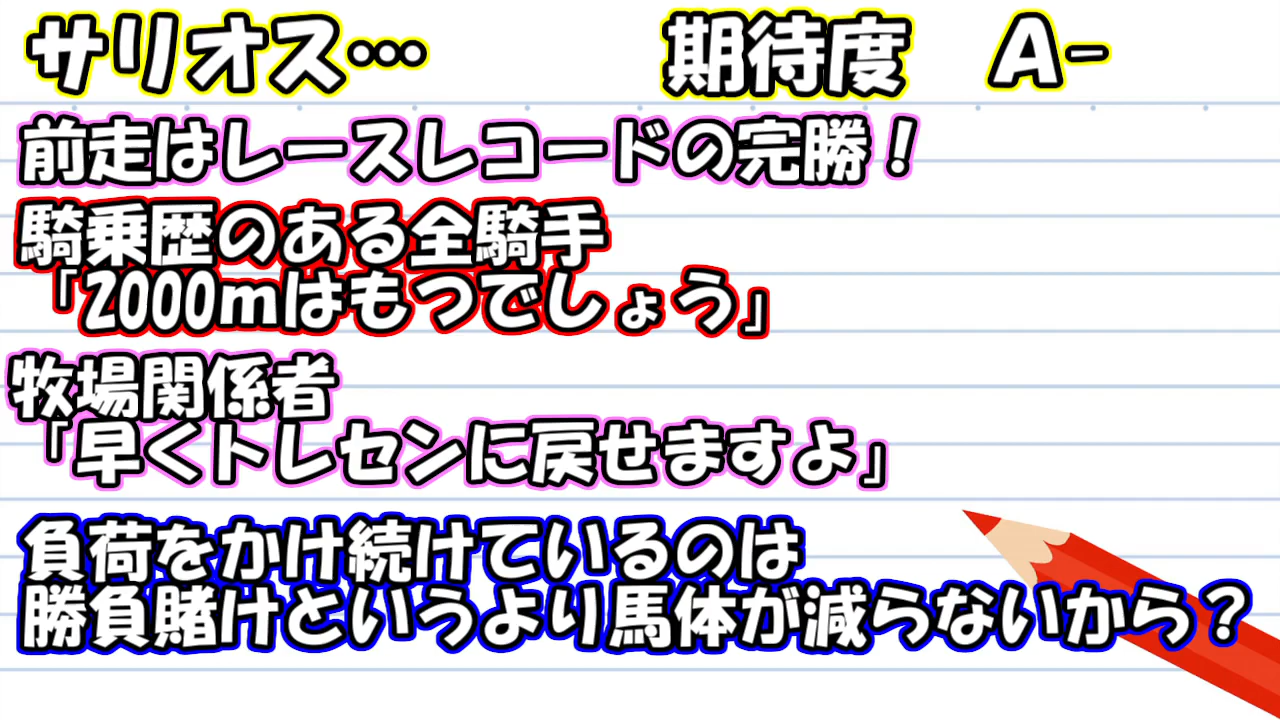 サリオス… 期待度 A-
前走はレースレコードの完勝！
騎乗歴のある全騎手
「2000mはもつでしょう」
牧場関係者
「早くトレセンに戻せますよ」
負荷をかけ続けているのは
勝負賭けというより馬体が減らないから？